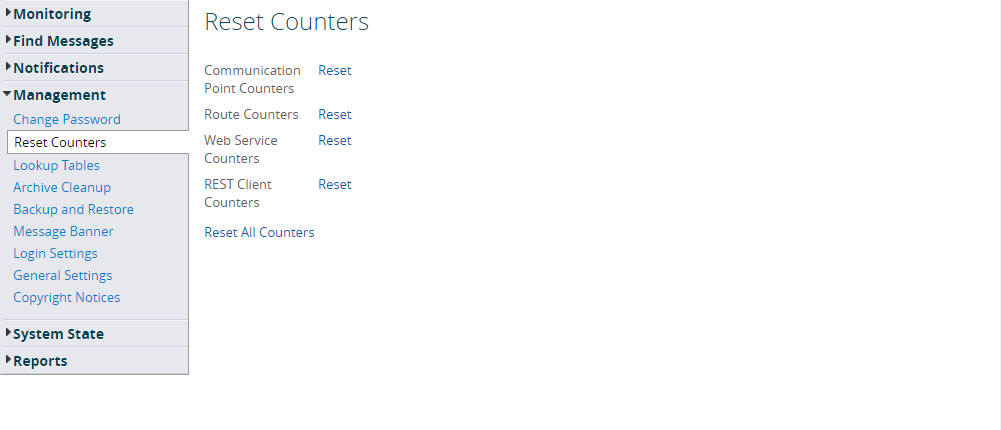 Monitoring
Find Messages
Notifications
Management
Change Password
Reset Counters
Lookup Tables
Archive Cleanup
Backup and Restore
Message Banner
Login Settings
General Settings
Copyright Notices
System State
Reports
Reset Counters
Communication Reset
Point Counters
Route Counters Reset
Web Service Reset
Counters
REST Client Reset
Counters
Reset All Counters